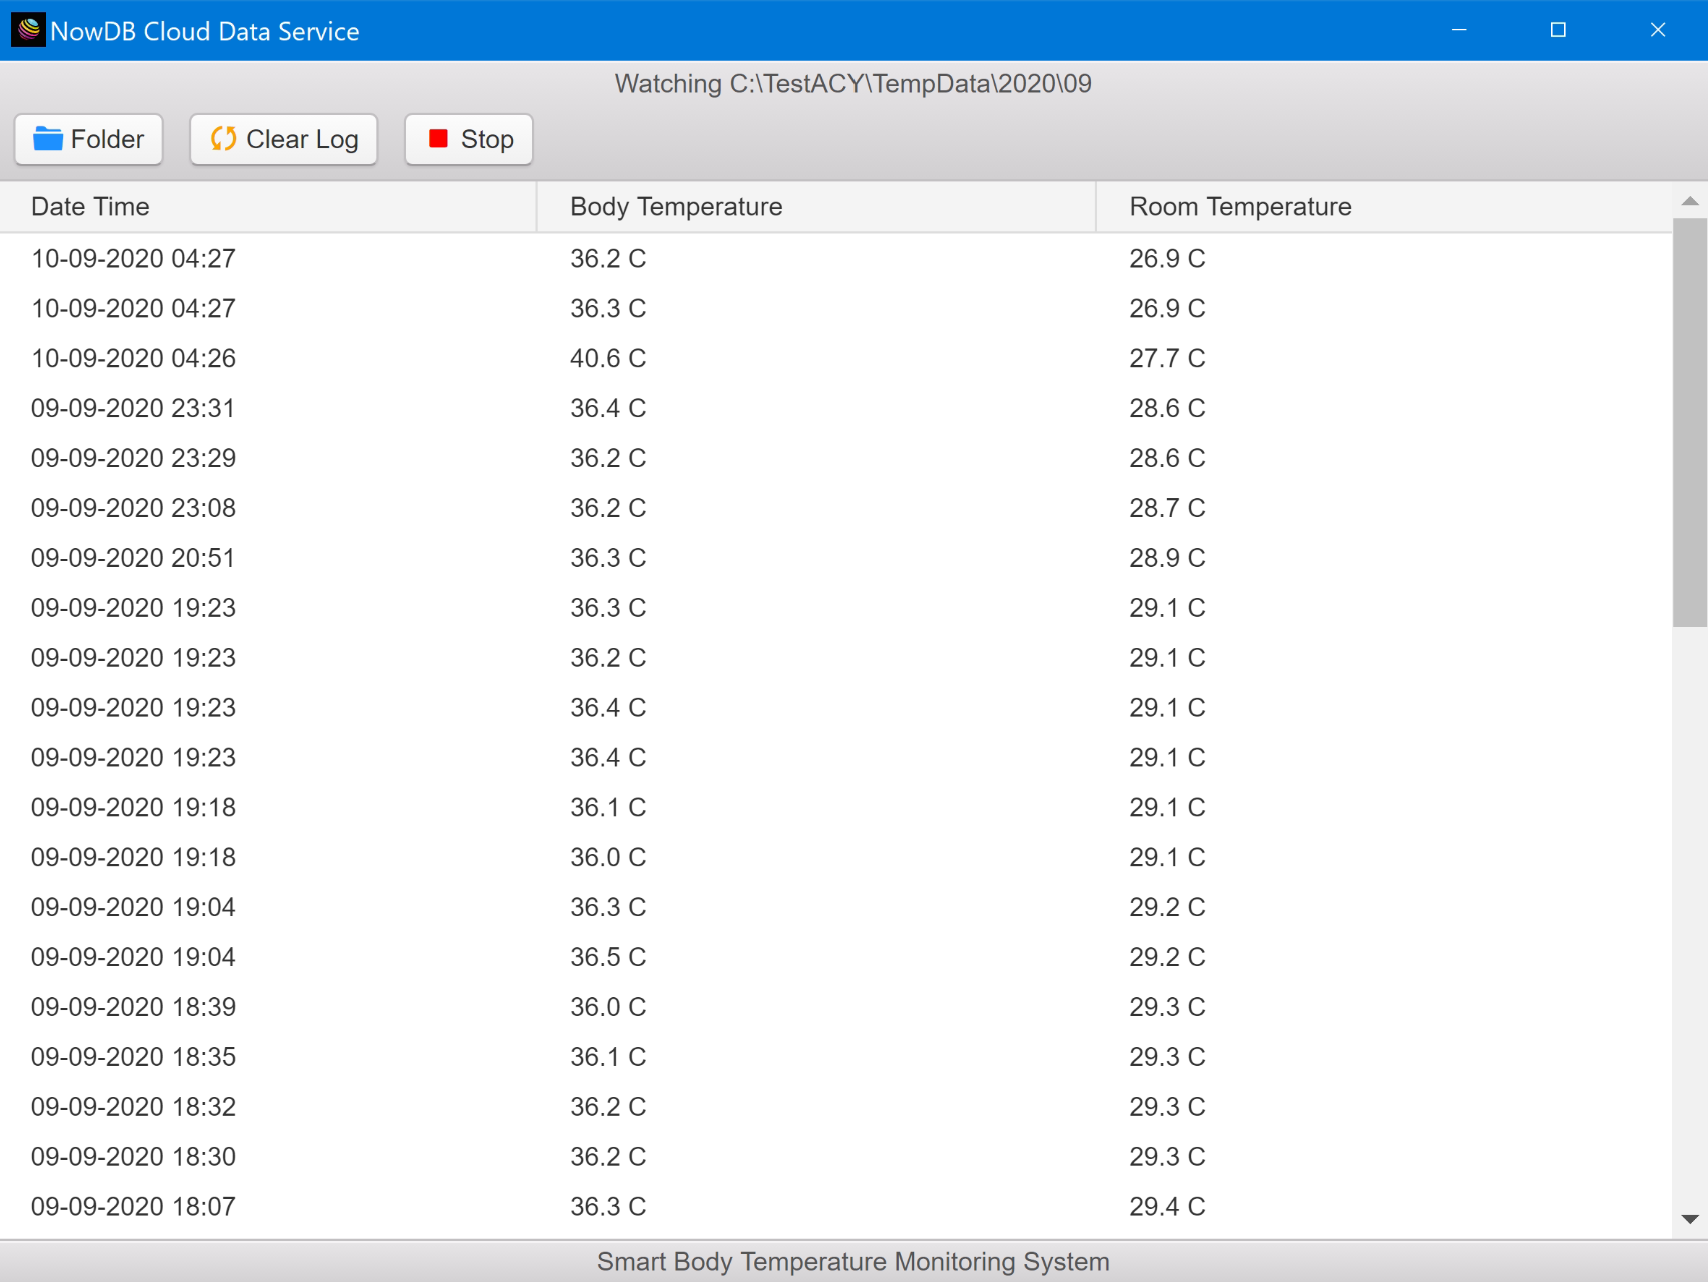 NowDB Cloud Data Service
Watching C:\TestACY\TempData\2020\09
Folder Clear Log Stop
Date Time Body Temperature Room Temperature
10-09-2020 04:27 36.2 C 26.9 C
10-09-2020 04:27 36.3 C 26.9 C
10-09-2020 04:26 40.6 C 27.7 C
09-09-2020 23:31 36.4 C 28.6 C
09-09-2020 23:29 36.2 C 28.6 C
09-09-2020 23:08 36.2 C 28.7 C
09-09-2020 20:51 36.3 C 28.9 C
09-09-2020 19:23 36.3 C 29.1 C
09-09-2020 19:23 36.2 C 29.1 C
09-09-2020 19:23 36.4 C 29.1 C
09-09-2020 19:23 36.4 C 29.1 C
09-09-2020 19:18 36.1 C 29.1 C
09-09-2020 19:18 36.0 C 29.1 C
09-09-2020 19:04 36.3 C 29.2 C
09-09-2020 19:04 36.5 C 29.2 C
09-09-2020 18:39 36.0 C 29.3 C
09-09-2020 18:35 36.1 C 29.3 C
09-09-2020 18:32 36.2 C 29.3 C
09-09-2020 18:30 36.2 C 29.3 C
09-09-2020 18:07 36.3 C 29.4 C
Smart Body Temperature Monitoring System